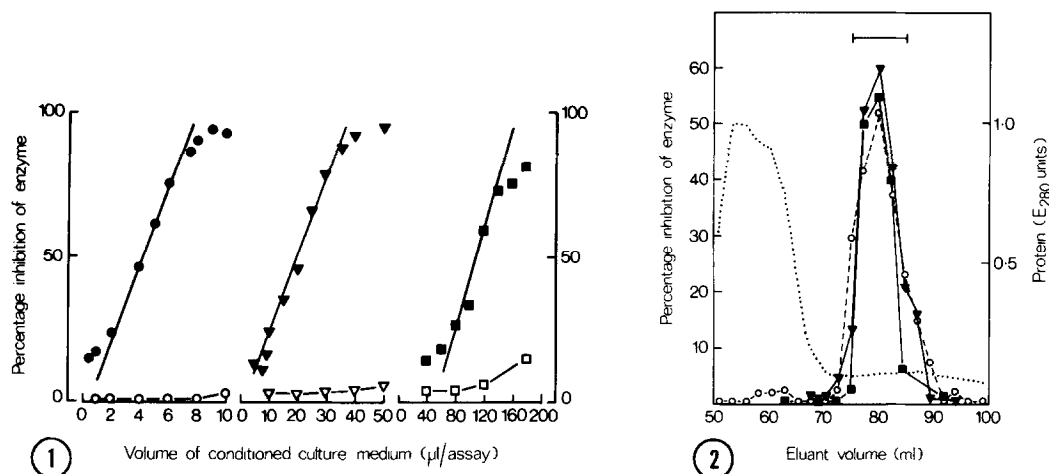 100
50
0
Percentage inhibition of enzyme
0 2 4 6 8 10
10 20 30 40 50
40 80 120 160 200
100
50
0
1
Volume of conditioned culture medium (µl/assay)
60
50
40
30
20
10
Percentage inhibition of enzyme
1·0
0·5
Protein (E280 units)
50 60 70 80 90 100
2
Eluant volume (ml)